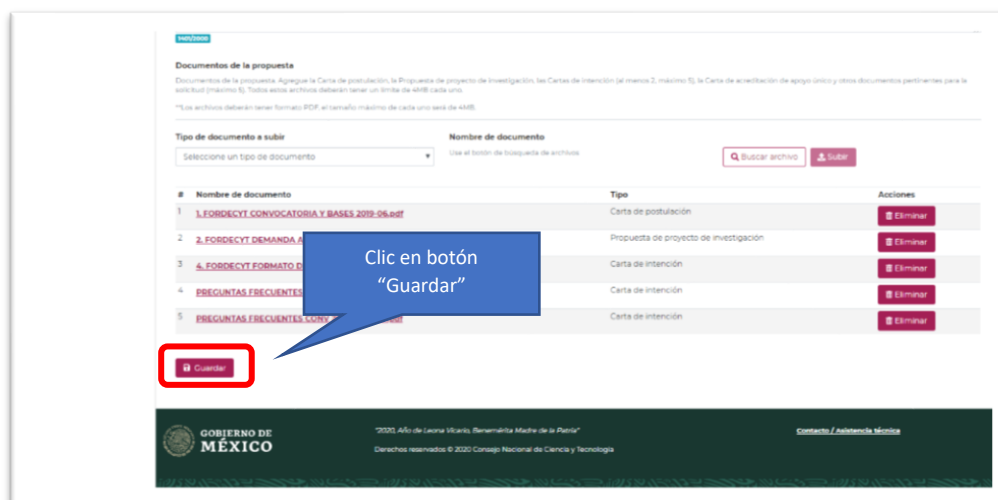 1461/2000
Documentos de la propuesta
Documentos de la propuesta. Agregue la Carta de postulación, la Propuesta de proyecto de investigación, las Cartas de intención (al menos 2, máximo 5), la Carta de acreditación de apoyo único y otros documentos pertinentes para la
solicitud (máximo 5). Todos estos archivos deberán tener un límite de 4MB cada uno.
**Los archivos deberán tener formato PDF, el tamaño máximo de cada uno será de 4MB.
Tipo de documento a subir Nombre de documento
Seleccione un tipo de documento Use el botón de búsqueda de archivos Buscar archivo Subir
# Nombre de documento Tipo Acciones
1 1. FORDECYT CONVOCATORIA Y BASES 2019-06.pdf Carta de postulación Eliminar
2 2. FORDECYT DEMANDA A Propuesta de proyecto de investigación Eliminar
3 4. FORDECYT FORMATO D Carta de intención Eliminar
4 PREGUNTAS FRECUENTES Carta de intención Eliminar
5 PREGUNTAS FRECUENTES CONV Carta de intención Eliminar
Clic en botón
“Guardar”
Guardar
GOBIERNO DE
MÉXICO
"2020, Año de Leona Vicario, Benemérita Madre de la Patria"
Derechos reservados © 2020 Consejo Nacional de Ciencia y Tecnología
Contacto / Asistencia técnica